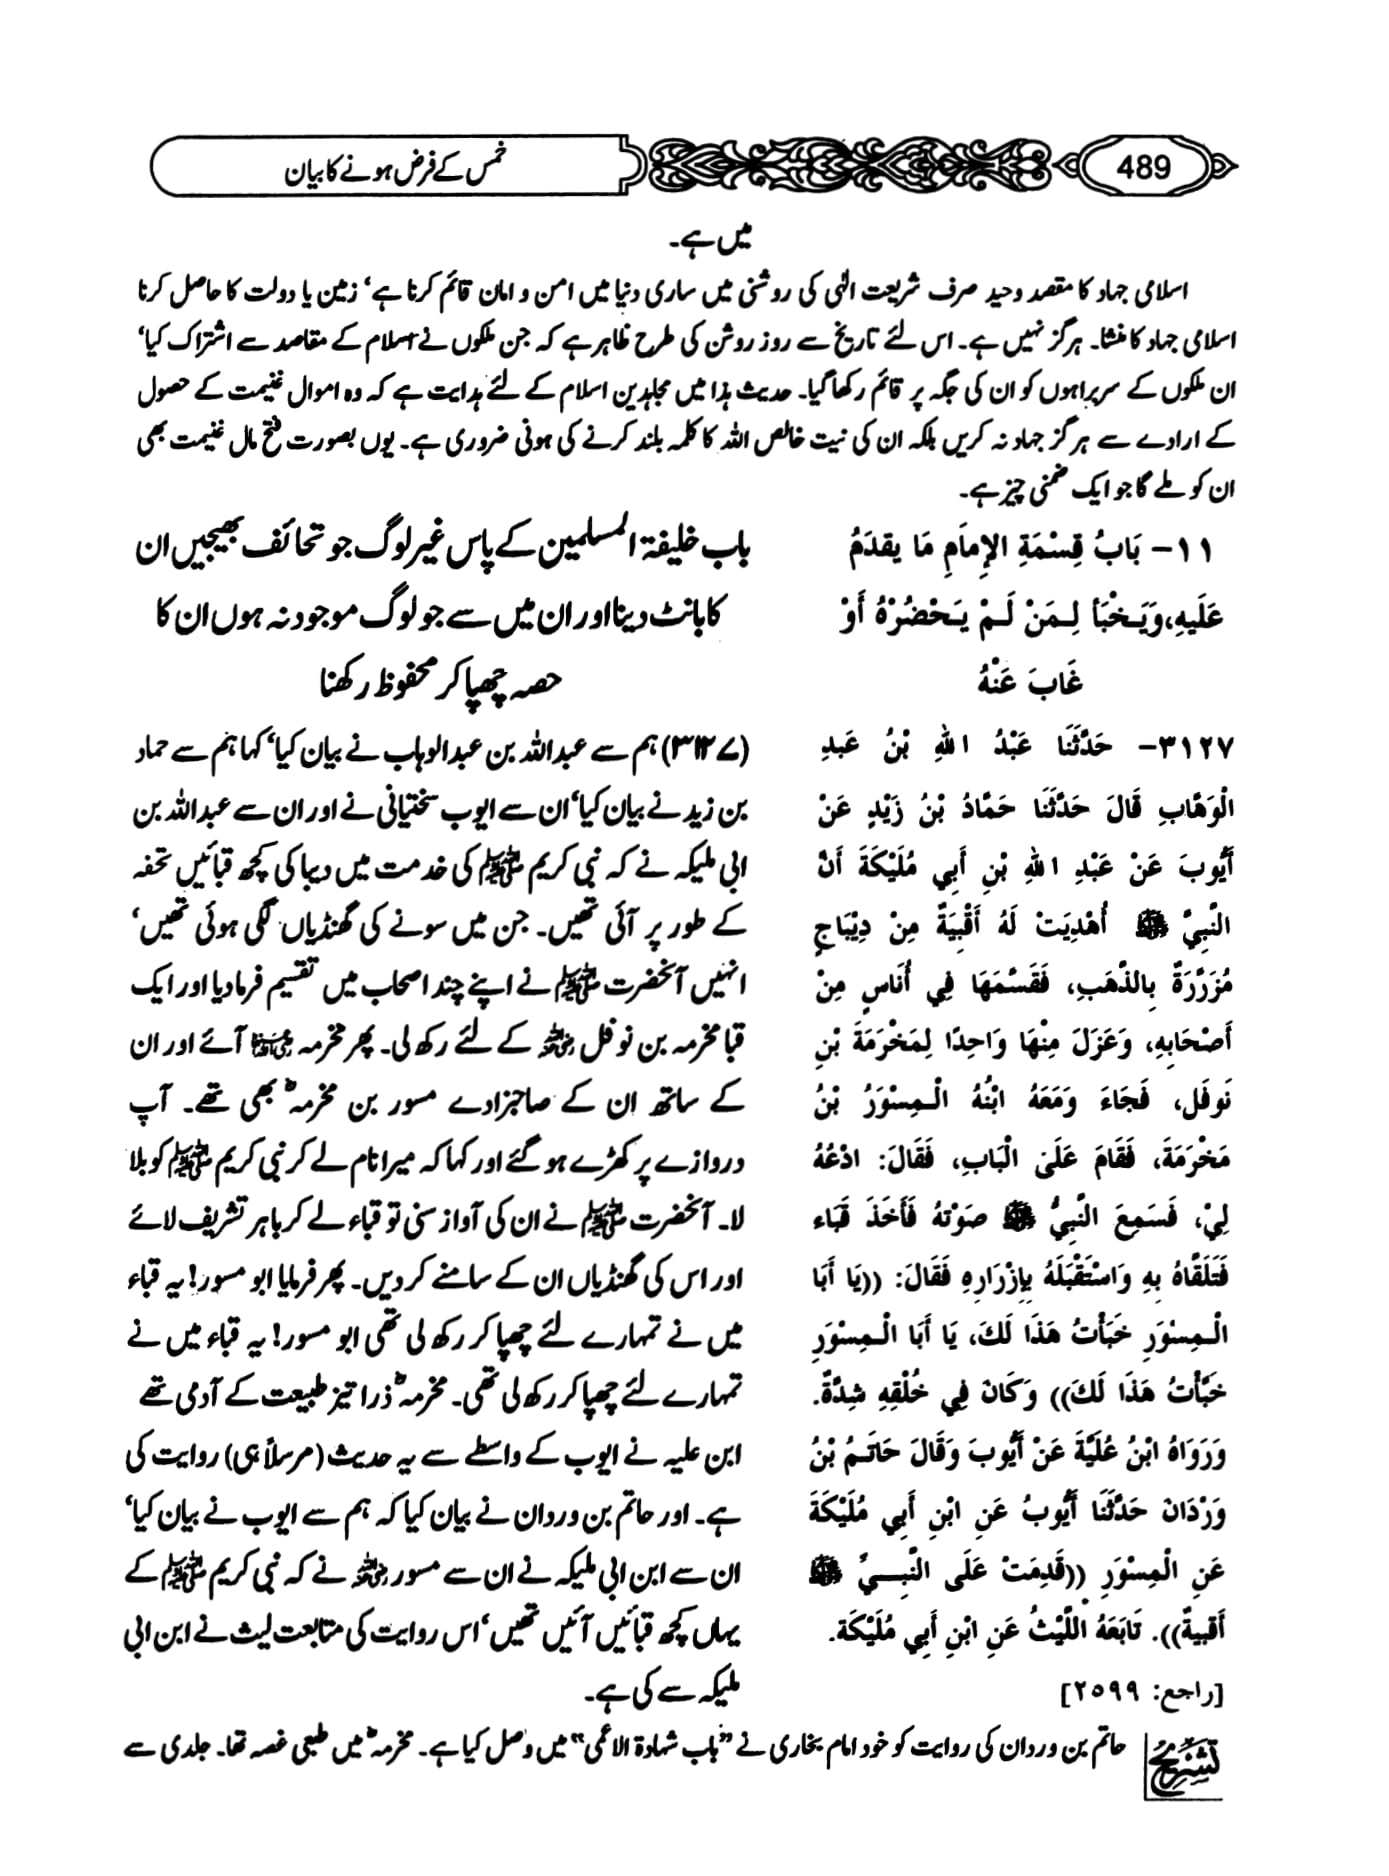 489
خمس کے فرض ہونے کا بیان
میں ہے۔
اسلامی جہاد کا مقصد وحید صرف شریعت الٰہی کی روشنی میں ساری دنیا میں امن و امان قائم کرنا ہے‘ زمین یا دولت کا حاصل کرنا
اسلامی جہاد کا منشا۔ ہرگز نہیں ہے۔ اس لئے تاریخ سے روز روشن کی طرح ظاہر ہے کہ جن ملکوں نے اسلام کے مقاصد سے اشتراک کیا‘
ان ملکوں کے سربراہوں کو ان کی جگہ پر قائم رکھا گیا۔ حدیث ہذا میں مجاہدین اسلام کے لئے ہدایت ہے کہ وہ اموال غنیمت کے حصول
کے ارادے سے ہرگز جہاد نہ کریں بلکہ ان کی نیت خالص اللہ کا کلمہ بلند کرنے کی ہونی ضروری ہے۔ یوں بصورت فتح مال غنیمت بھی
ان کو ملے گا جو ایک ضمنی چیز ہے۔
١١– بَابُ قِسْمَةِ الإِمَامِ مَا يقدَمُ
عَلَيهِ، وَيَـخْبَأ لِـمَنْ لَـمْ يَـحْضُرْهُ أَوْ
غَابَ عَنْهُ
٣١٢٧– حَدَّثَنَا عَبْدُ اللهِ بْنُ عَبدِ
الْوَهَّابِ قَالَ حَدَّثَنَا حَمَّادُ بْنُ زَيْدٍ عَنْ
أَيُّوبَ عَنْ عَبْدِ اللهِ بْنِ أَبِي مُلَيْكَةَ أَنَّ
النَّبِيَّ ﷺ أُهْدِيَتْ لَهُ أَقْبِيَةٌ مِنْ دِيْبَاجٍ
مُزَرَّرَةٌ بِالذَّهَبِ، فَقَسَّمَهَا فِي أُنَاسٍ مِنْ
أَصْحَابِهِ، وَعَزَلَ مِنْهَا وَاحِدًا لِمَخْرَمَةَ بْنِ
نَوفَل، فَجَاءَ وَمَعَهُ ابْنُهُ الْـمِسْوَرُ بْنُ
مَخْرَمَةَ، فَقَامَ عَلَى الْبَابِ، فَقَالَ: ادْعُهُ
لِيْ، فَسَمِعَ النَّبِيُّ ﷺ صَوْتَهُ فَأَخَذَ قَبَاء
فَتَلَقَّاهُ بِهِ وَاسْتَقْبَلَهُ بِإِزْرَارِهِ فَقَالَ: ((يَا أَبَا
الْـمِسْوَرِ خَبَأْتُ هَذَا لَكَ، يَا أَبَا الْـمِسْوَرِ
خَبَّأْتُ هَذَا لَكَ)) وَكَانَ فِي خُلُقِهِ شِدَّةٌ.
وَرَوَاهُ ابْنُ عُلَيَّةَ عَنْ أَيُّوبَ وَقَالَ حَاتَمُ بْنُ
وَرْدَانَ حَدَّثَنَا أَيُّوبُ عَنِ ابْنِ أَبِي مُلَيْكَةَ
عَنِ الْمِسْوَرِ ((قَدِمَتْ عَلَى النَّبِـيِّ ﷺ
أَقبِيةٌ)). تَابَعَهُ اللَّيْثُ عَنِ ابْنِ أَبِي مُلَيْكَة.
[راجع: ٢٥٩٩]
باب خلیفۃ المسلمین کے پاس غیر لوگ جو تحائف بھیجیں ان
کا بانٹ دینا اور ان میں سے جو لوگ موجود نہ ہوں ان کا
حصہ چھپا کر محفوظ رکھنا
(۳۱۲۷) ہم سے عبداللہ بن عبدالوہاب نے بیان کیا‘ کہا ہم سے حماد
بن زید نے بیان کیا‘ ان سے ایوب سختیانی نے اور ان سے عبداللہ بن
ابی ملیکہ نے کہ نبی کریم ﷺ کی خدمت میں دیبا کی کچھ قبائیں تحفہ
کے طور پر آئی تھیں۔ جن میں سونے کی گھنڈیاں لگی ہوئی تھیں‘
انہیں آنحضرت ﷺ نے اپنے چند اصحاب میں تقسیم فرما دیا اور ایک
قبا مخرمہ بن نوفل رضی اللہ عنہ کے لئے رکھ لی۔ پھر مخرمہ رضی اللہ عنہ آئے اور ان
کے ساتھ ان کے صاحبزادے مسور بن مخرمہؓ بھی تھے۔ آپ
دروازے پر کھڑے ہو گئے اور کہا کہ میرا نام لے کر نبی کریم ﷺ کو بلا
لا۔ آنحضرت ﷺ نے ان کی آواز سنی تو قباء لے کر باہر تشریف لائے
اور اس کی گھنڈیاں ان کے سامنے کر دیں۔ پھر فرمایا ابو مسور! یہ قباء
میں نے تمہارے لئے چھپا کر رکھ لی تھی ابو مسور! یہ قباء میں نے
تمہارے لئے چھپا کر رکھ لی تھی۔ مخرمہؓ ذرا تیز طبیعت کے آدمی تھے
ابن علیہ نے ایوب کے واسطے سے یہ حدیث (مرسلاً ہی) روایت کی
ہے۔ اور حاتم بن وردان نے بیان کیا کہ ہم سے ایوب نے بیان کیا‘
ان سے ابن ابی ملیکہ نے ان سے مسور رضی اللہ عنہ نے کہ نبی کریم ﷺ کے
یہاں کچھ قبائیں آئیں تھیں‘ اس روایت کی متابعت لیث نے ابن ابی
ملیکہ سے کی ہے۔
تشریح
حاتم بن وردان کی روایت کو خود امام بخاری نے ”باب شہادۃ الاعمی“ میں وصل کیا ہے۔ مخرمہؓ میں طبعی غصہ تھا۔ جلدی سے